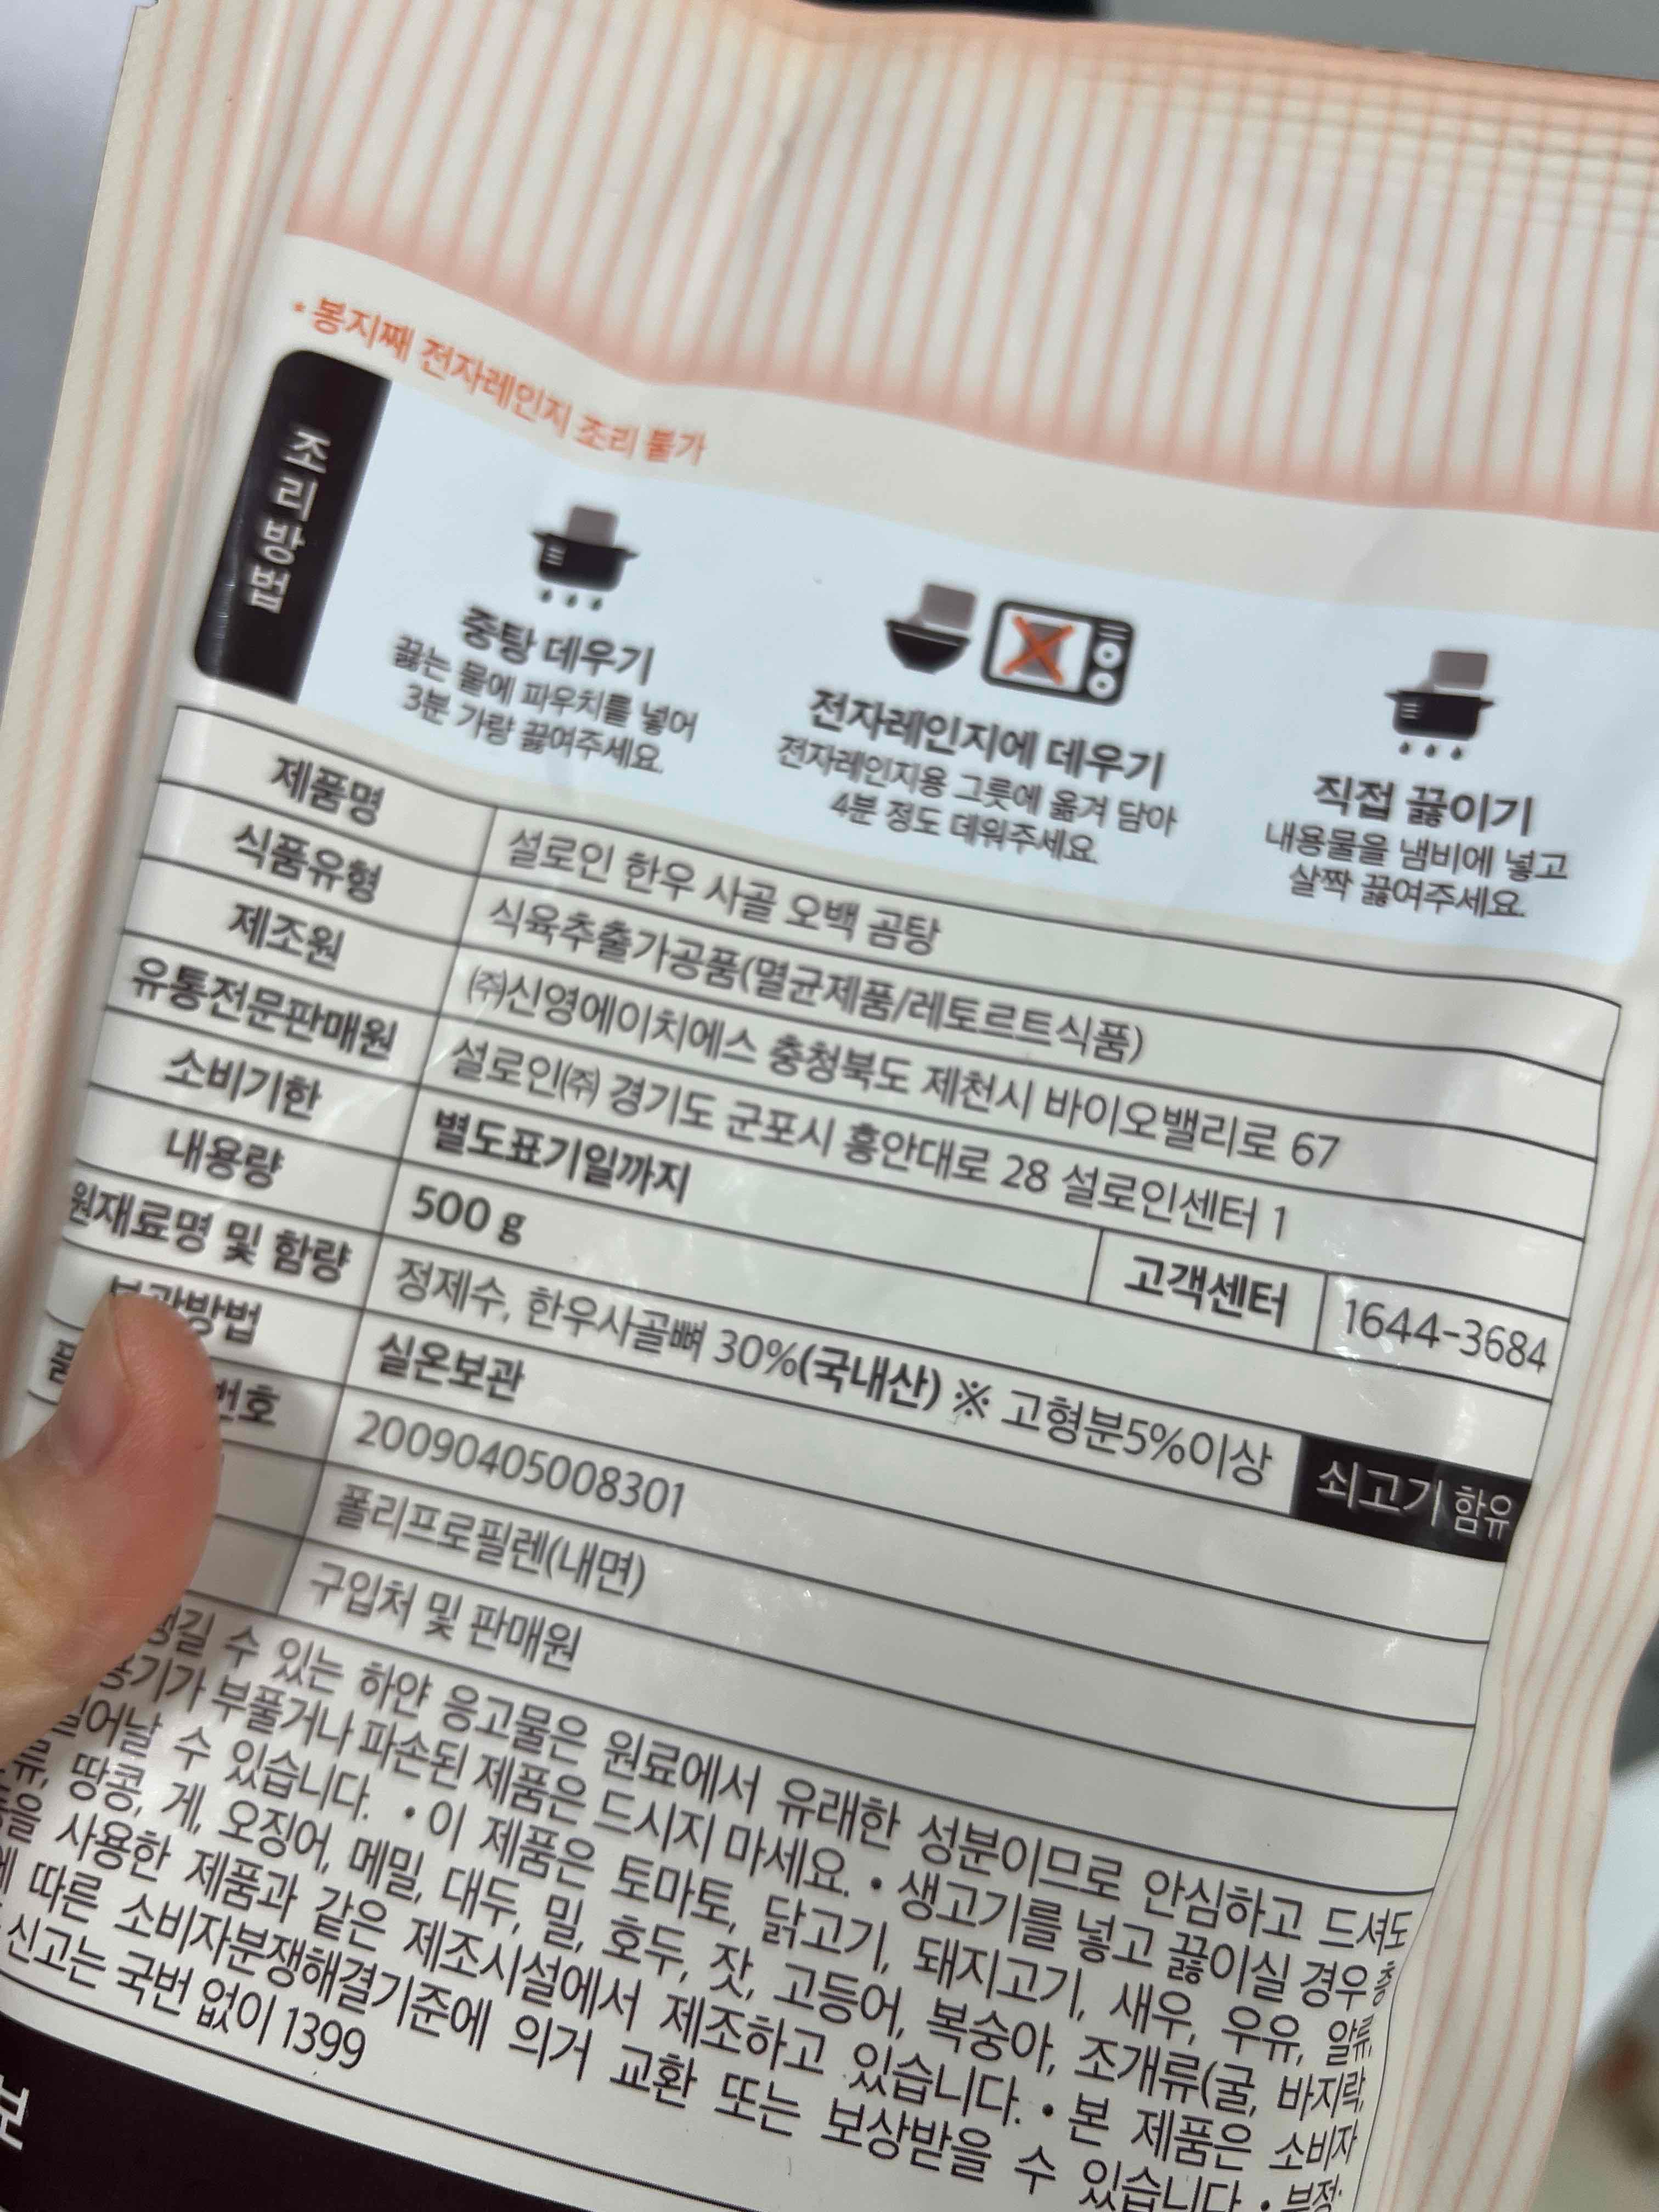 • 봉지째 전자레인지 조리 불가
조리방법
중탕 데우기
끓는 물에 파우치를 넣어
3분 가량 끓여주세요.
전자레인지에 데우기
전자레인지용 그릇에 옮겨 담아
4분 정도 데워주세요.
직접 끓이기
내용물을 냄비에 넣고
살짝 끓여주세요.
제품명 설로인 한우 사골 오백 곰탕
식품유형 식육추출가공품(멸균제품/레토르트식품)
제조원 ㈜신영에이치에스 충청북도 제천시 바이오밸리로 67
유통전문판매원 설로인㈜ 경기도 군포시 흥안대로 28 설로인센터 1
소비기한 별도표기일까지
내용량 500 g 고객센터 1644-3684
원재료명 및 함량 정제수, 한우사골뼈 30%(국내산) ※ 고형분5%이상 쇠고기 함유
보관방법 실온보관
번호 20090405008301
폴리프로필렌(내면)
구입처 및 판매원
생길 수 있는 하얀 응고물은 원료에서 유래한 성분이므로 안심하고 드셔도
용기가 부풀거나 파손된 제품은 드시지 마세요. • 생고기를 넣고 끓이실 경우
일어날 수 있습니다. • 이 제품은 토마토, 닭고기, 돼지고기, 새우, 우유, 알류,
땅콩, 게, 오징어, 메밀, 대두, 밀, 호두, 잣, 고등어, 복숭아, 조개류(굴, 바지락,
을 사용한 제품과 같은 제조시설에서 제조하고 있습니다. • 본 제품은 소비자
에 따른 소비자분쟁해결기준에 의거 교환 또는 보상받을 수 있습니다. • 부정
신고는 국번 없이 1399